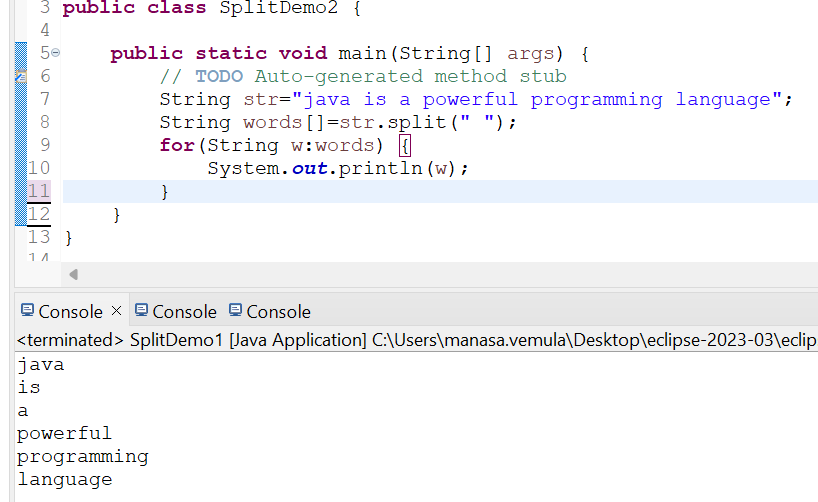 3 public class SplitDemo2 {
4
5 public static void main(String[] args) {
6 // TODO Auto-generated method stub
7 String str="java is a powerful programming language";
8 String words[]=str.split(" ");
9 for(String w:words) {
10 System.out.println(w);
11 }
12 }
13 }
14
Console × Console Console
<terminated> SplitDemo1 [Java Application] C:\Users\manasa.vemula\Desktop\eclipse-2023-03\eclip
java
is
a
powerful
programming
language